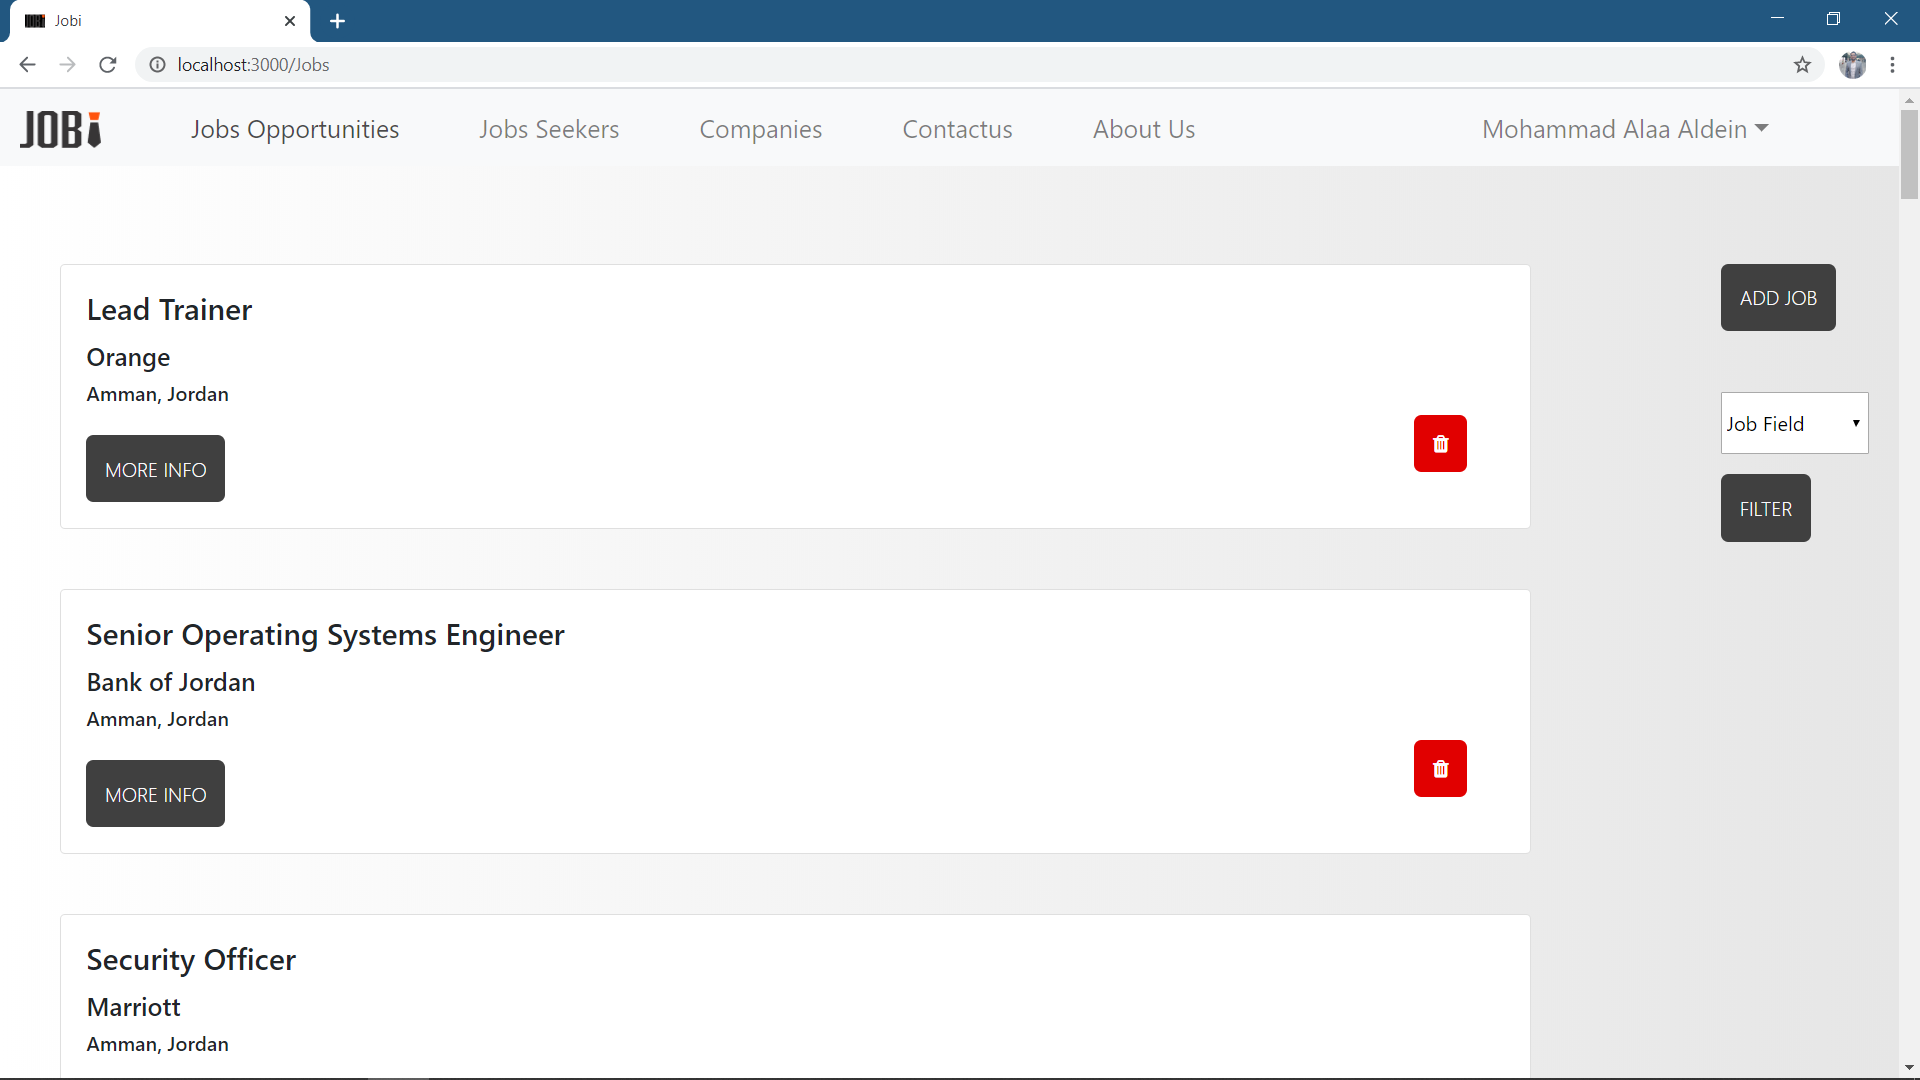 Jobi
localhost:3000/Jobs
JOBi
Jobs Opportunities
Jobs Seekers
Companies
Contactus
About Us
Mohammad Alaa Aldein
Lead Trainer
Orange
Amman, Jordan
MORE INFO
ADD JOB
Job Field
FILTER
Senior Operating Systems Engineer
Bank of Jordan
Amman, Jordan
MORE INFO
Security Officer
Marriott
Amman, Jordan